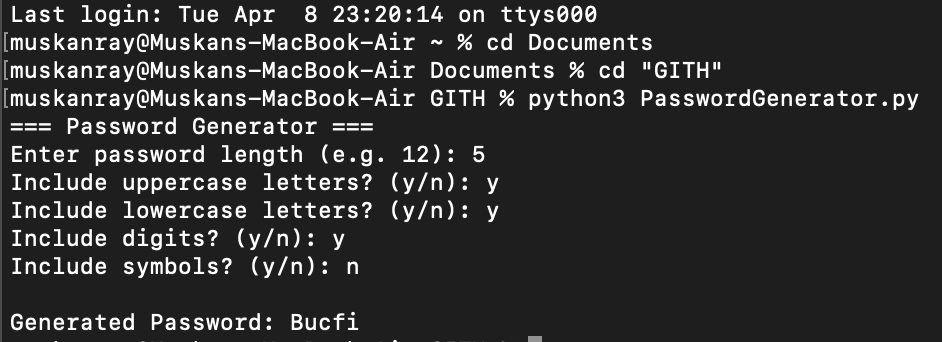 Last login: Tue Apr  8 23:20:14 on ttys000
[muskanray@Muskans-MacBook-Air ~ % cd Documents
[muskanray@Muskans-MacBook-Air Documents % cd "GITH"
[muskanray@Muskans-MacBook-Air GITH % python3 PasswordGenerator.py
=== Password Generator ===
Enter password length (e.g. 12): 5
Include uppercase letters? (y/n): y
Include lowercase letters? (y/n): y
Include digits? (y/n): y
Include symbols? (y/n): n

Generated Password: Bucfi